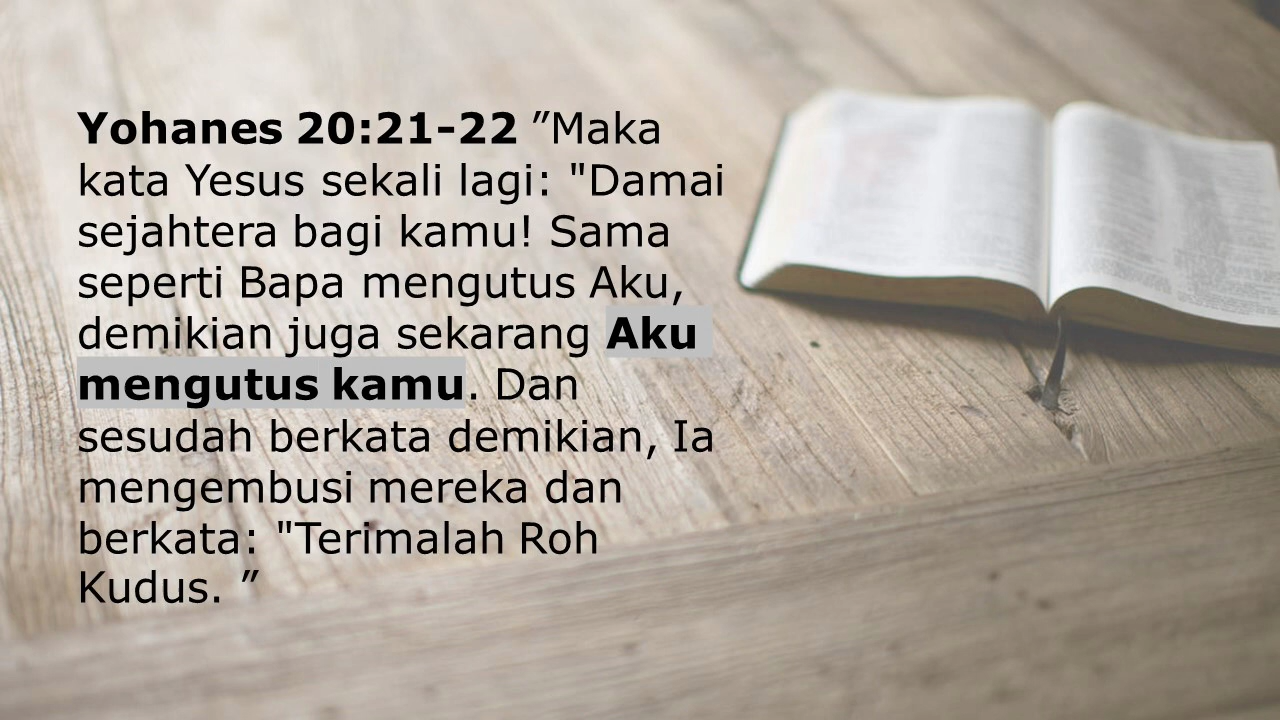 Yohanes 20:21-22 ”Maka
kata Yesus sekali lagi: "Damai
sejahtera bagi kamu! Sama
seperti Bapa mengutus Aku,
demikian juga sekarang Aku
mengutus kamu. Dan
sesudah berkata demikian, Ia
mengembusi mereka dan
berkata: "Terimalah Roh
Kudus. ”